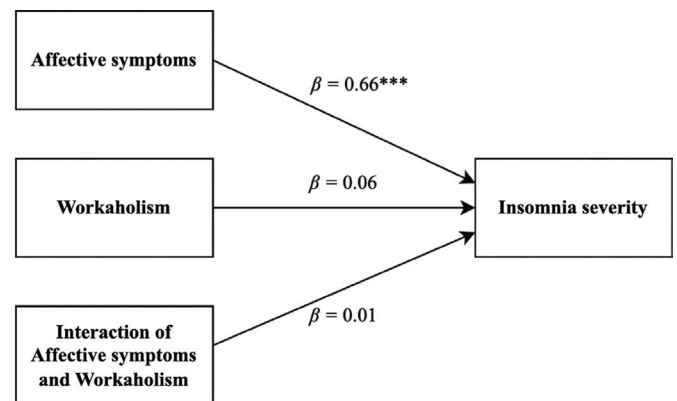 Affective symptoms
β = 0.66***
Workaholism
β = 0.06
Insomnia severity
β = 0.01
Interaction of
Affective symptoms
and Workaholism